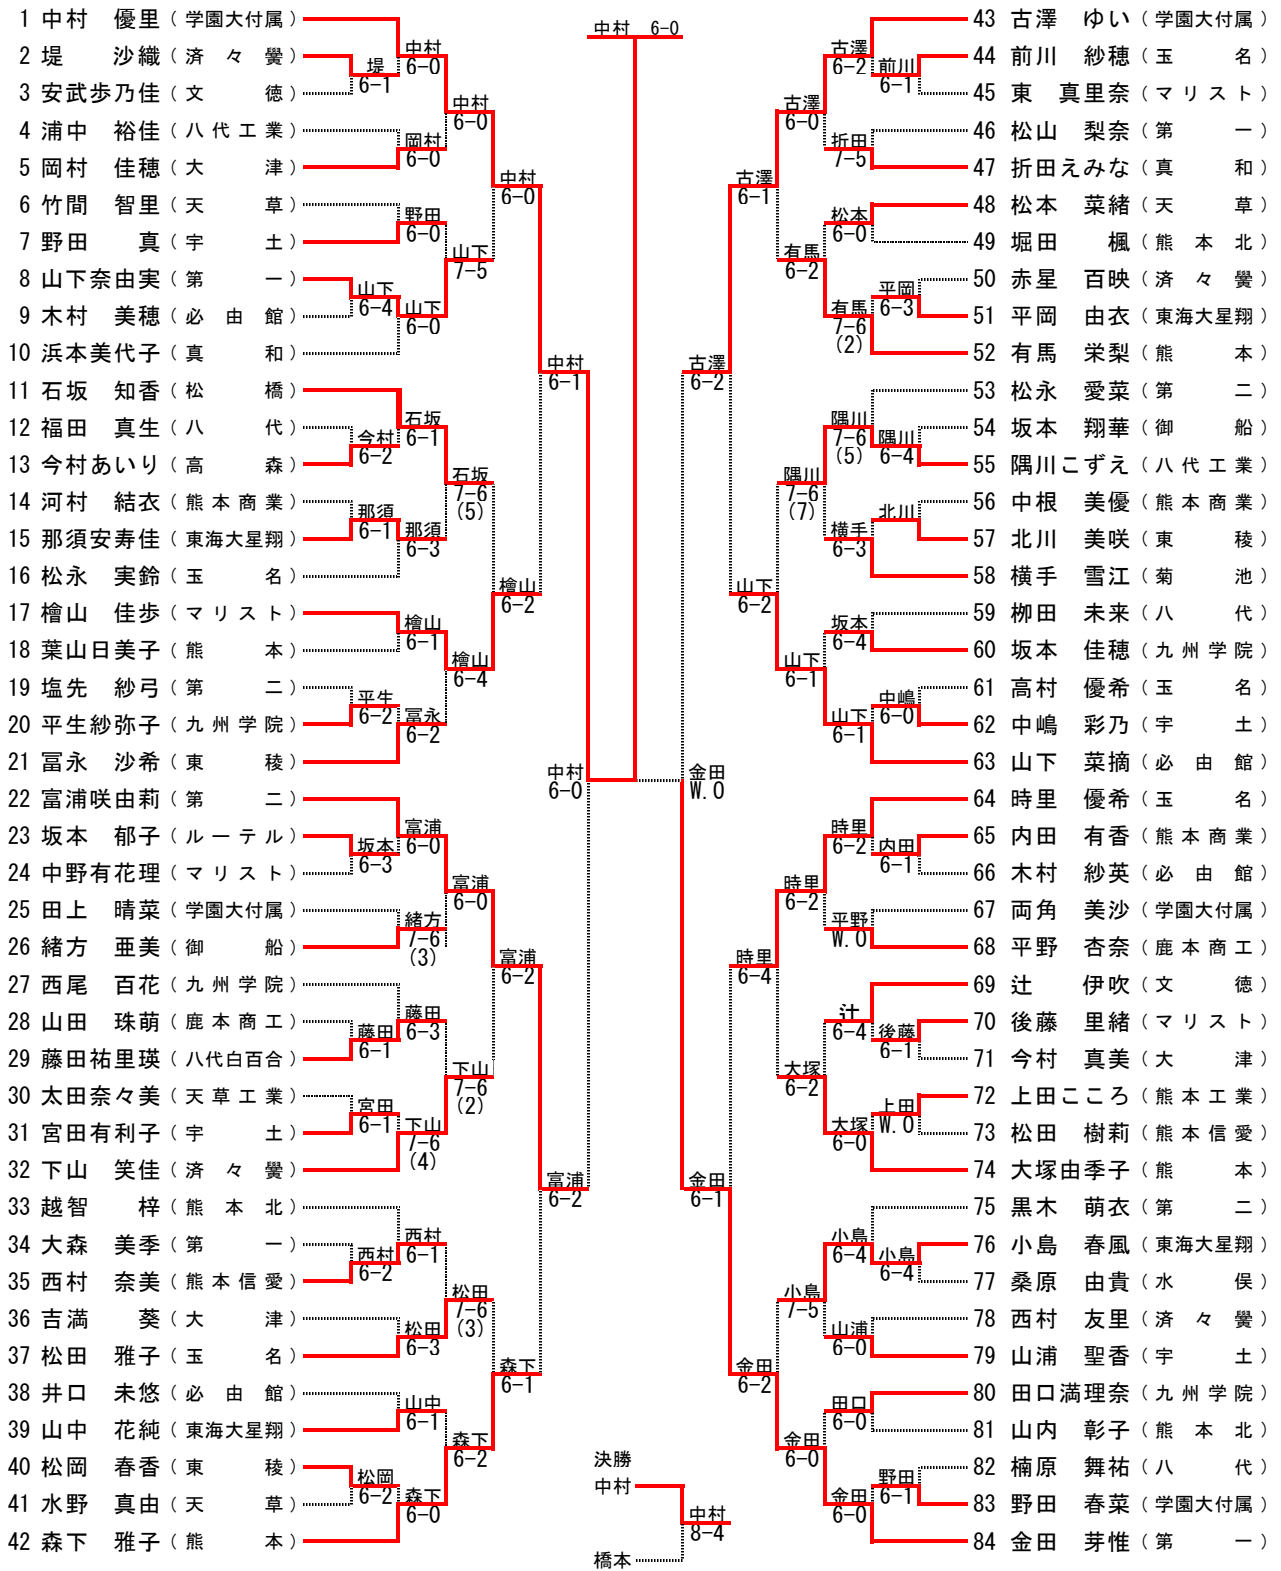 1 中村　優里（学園大付属）
2 堤　　沙織（済々黌）
3 安武歩乃佳（文徳）
4 浦中　裕佳（八代工業）
5 岡村　佳穂（大津）
6 竹間　智里（天草）
7 野田　　真（宇土）
8 山下奈由実（第一）
9 木村　美穂（必由館）
10 浜本美代子（真和）
11 石坂　知香（松橋）
12 福田　真生（八代）
13 今村あいり（高森）
14 河村　結衣（熊本商業）
15 那須安寿佳（東海大星翔）
16 松永　実鈴（玉名）
17 檜山　佳歩（マリスト）
18 葉山日美子（熊本）
19 塩先　紗弓（第二）
20 平生紗弥子（九州学院）
21 冨永　沙希（東稜）
22 富浦咲由莉（第二）
23 坂本　郁子（ルーテル）
24 中野有花理（マリスト）
25 田上　晴菜（学園大付属）
26 緒方　亜美（御船）
27 西尾　百花（九州学院）
28 山田　珠萌（鹿本商工）
29 藤田祐里瑛（八代白百合）
30 太田奈々美（天草工業）
31 宮田有利子（宇土）
32 下山　笑佳（済々黌）
33 越智　　梓（熊本北）
34 大森　美季（第一）
35 西村　奈美（熊本信愛）
36 吉満　　葵（大津）
37 松田　雅子（玉名）
38 井口　未悠（必由館）
39 山中　花純（東海大星翔）
40 松岡　春香（東稜）
41 水野　真由（天草）
42 森下　雅子（熊本）
堤
6-1
山下
6-4
今村
6-2
那須
6-1
平生
6-2
坂本
6-3
藤田
6-1
宮田
6-1
西村
6-2
松岡
6-2
中村
6-0
岡村
6-0
野田
6-0
山下
6-0
石坂
6-1
那須
6-3
檜山
6-1
冨永
6-2
富浦
6-0
緒方
7-6
(3)
藤田
6-3
下山
7-6
(4)
西村
6-1
松田
6-3
山中
6-1
森下
6-0
中村
6-0
山下
7-5
石坂
7-6
(5)
檜山
6-4
富浦
6-0
下山
7-6
(2)
松田
7-6
(3)
森下
6-2
中村
6-0
檜山
6-2
富浦
6-2
森下
6-1
中村
6-1
富浦
6-2
中村
6-0
中村　6-0
金田
W.O
古澤
6-2
金田
6-1
古澤
6-1
山下
6-2
時里
6-4
金田
6-2
古澤
6-0
有馬
6-2
隅川
7-6
(7)
山下
6-1
時里
6-2
大塚
6-2
小島
7-5
金田
6-0
古澤
6-2
折田
7-5
松本
6-0
有馬
7-6
(2)
隅川
7-6
(5)
横手
6-3
坂本
6-4
山下
6-1
時里
6-2
平野
W.O
辻
6-4
大塚
6-0
小島
6-4
山浦
6-0
田口
6-0
金田
6-0
前川
6-1
平岡
6-3
隅川
6-4
北川
中嶋
6-0
内田
6-1
後藤
6-1
上田
W.O
小島
6-4
野田
6-1
43 古澤　ゆい（学園大付属）
44 前川　紗穂（玉名）
45 東　真里奈（マリスト）
46 松山　梨奈（第一）
47 折田えみな（真和）
48 松本　菜緒（天草）
49 堀田　　楓（熊本北）
50 赤星　百映（済々黌）
51 平岡　由衣（東海大星翔）
52 有馬　栄梨（熊本）
53 松永　愛菜（第二）
54 坂本　翔華（御船）
55 隅川こずえ（八代工業）
56 中根　美優（熊本商業）
57 北川　美咲（東稜）
58 横手　雪江（菊池）
59 栁田　未来（八代）
60 坂本　佳穂（九州学院）
61 高村　優希（玉名）
62 中嶋　彩乃（宇土）
63 山下　菜摘（必由館）
64 時里　優希（玉名）
65 内田　有香（熊本商業）
66 木村　紗英（必由館）
67 両角　美沙（学園大付属）
68 平野　杏奈（鹿本商工）
69 辻　　伊吹（文徳）
70 後藤　里緒（マリスト）
71 今村　真美（大津）
72 上田こころ（熊本工業）
73 松田　樹莉（熊本信愛）
74 大塚由季子（熊本）
75 黒木　萌衣（第二）
76 小島　春風（東海大星翔）
77 桑原　由貴（水俣）
78 西村　友里（済々黌）
79 山浦　聖香（宇土）
80 田口満理奈（九州学院）
81 山内　彰子（熊本北）
82 楠原　舞祐（八代）
83 野田　春菜（学園大付属）
84 金田　芽惟（第一）
決勝
中村
中村
8-4
橋本